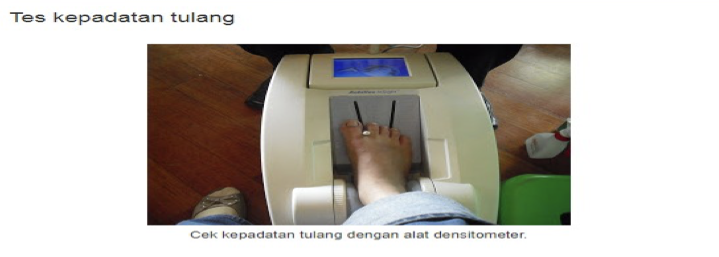 Tes kepadatan tulang
Cek kepadatan tulang dengan alat densitometer.